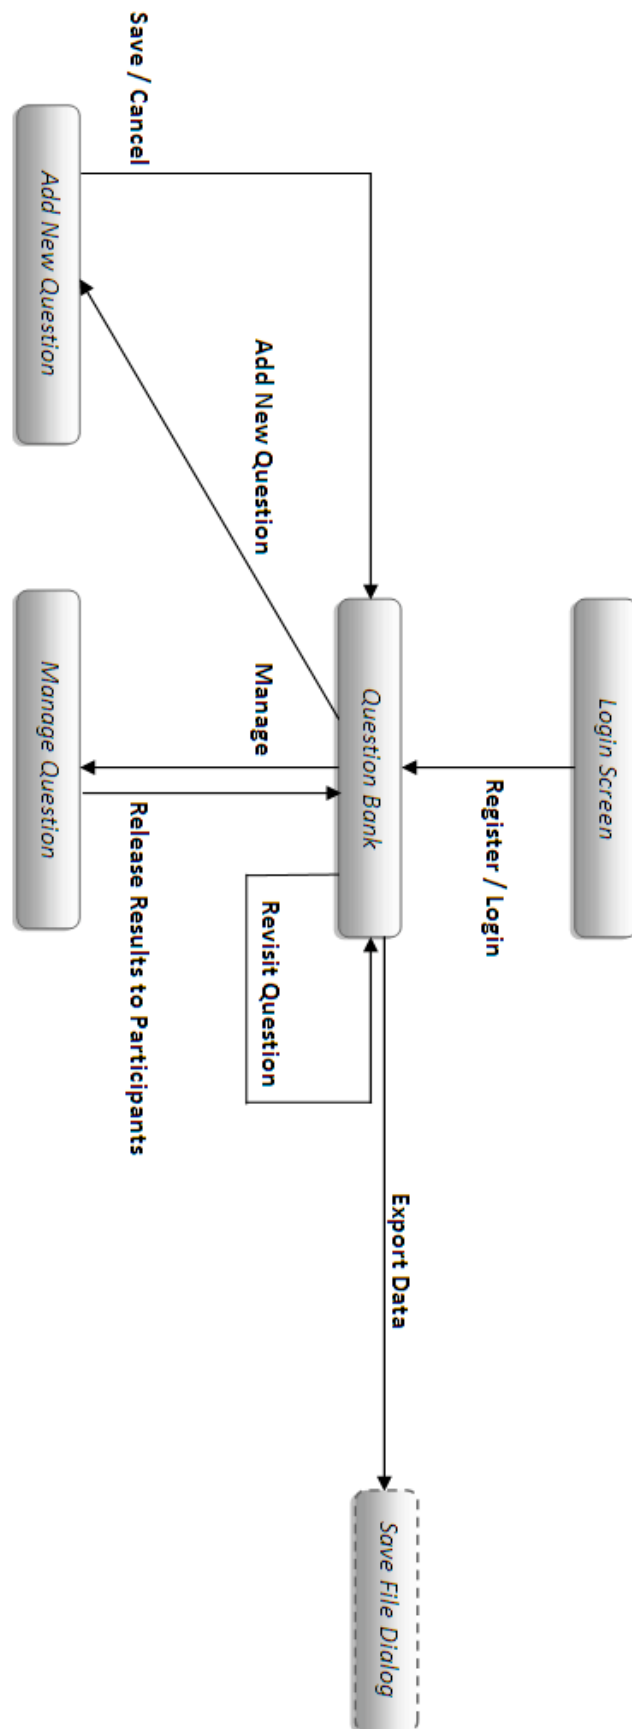 Login Screen
Register / Login
Question Bank
Export Data
Save File Dialog
Add New Question
Manage
Revisit Question
Save / Cancel
Release Results to Participants
Add New Question
Manage Question